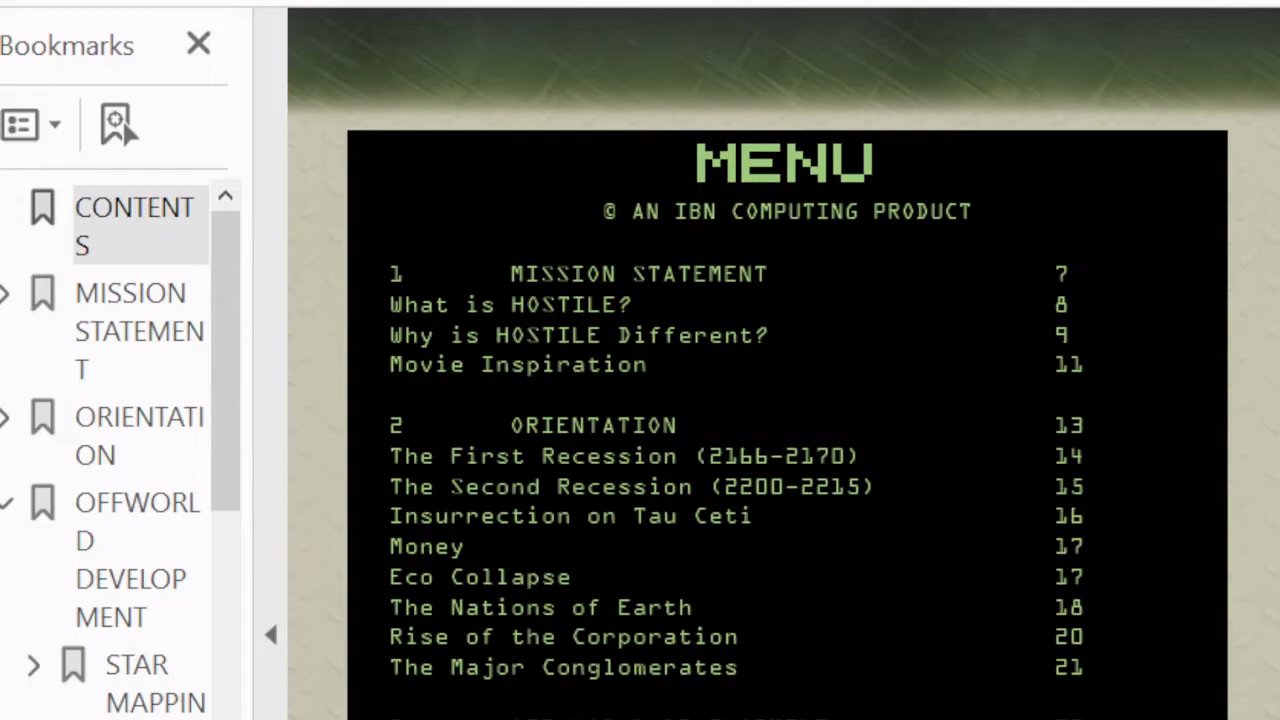 Bookmarks
CONTENT
S
MISSION
STATEMEN
T
ORIENTATI
ON
OFFWORL
D
DEVELOP
MENT
STAR
MAPPIN
MENU
© AN IBN COMPUTING PRODUCT
1 MISSION STATEMENT 7
What is HOSTILE? 8
Why is HOSTILE Different? 9
Movie Inspiration 11
2 ORIENTATION 13
The First Recession (2166-2170) 14
The Second Recession (2200-2215) 15
Insurrection on Tau Ceti 16
Money 17
Eco Collapse 17
The Nations of Earth 18
Rise of the Corporation 20
The Major Conglomerates 21